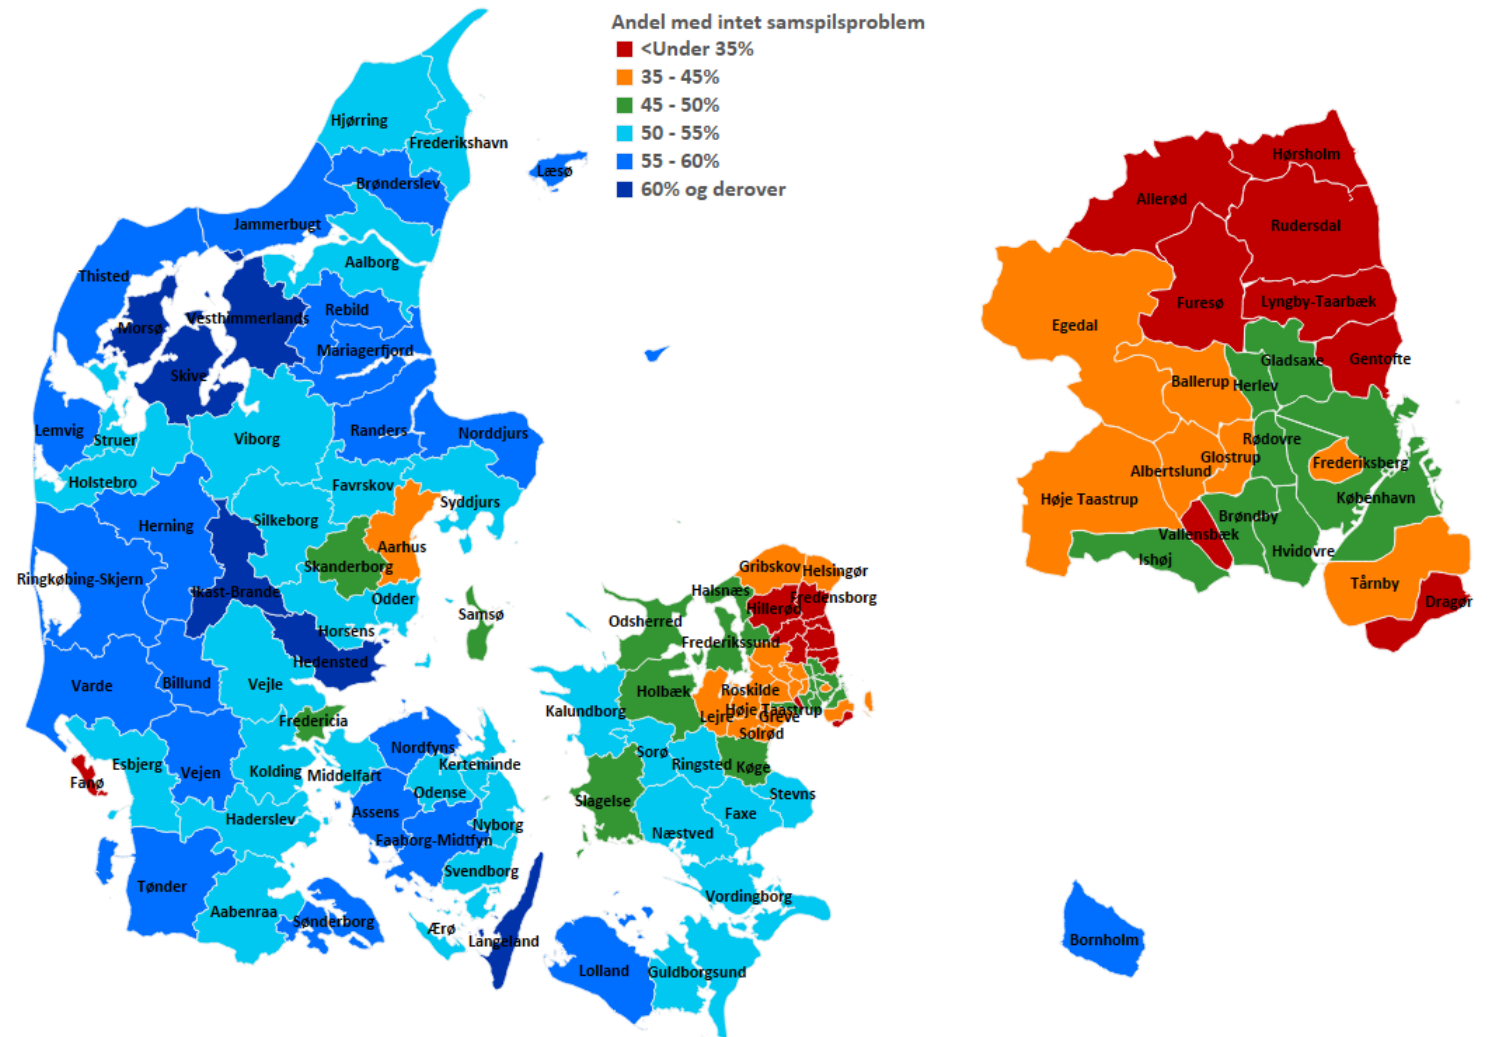 Andel med intet samspilsproblem
<Under 35%
35 - 45%
45 - 50%
50 - 55%
55 - 60%
60% og derover
Hjørring
Frederikshavn
Læsø
Brønderslev
Jammerbugt
Aalborg
Thisted
Rebild
Vesthimmerlands
Morsø
Mariagerfjord
Skive
Lemvig
Struer
Viborg
Randers
Norddjurs
Holstebro
Favrskov
Syddjurs
Herning
Silkeborg
Aarhus
Skanderborg
Ringkøbing-Skjern
Ikast-Brande
Odder
Samsø
Horsens
Hedensted
Varde
Billund
Vejle
Fredericia
Fanø
Esbjerg
Vejen
Kolding
Middelfart
Nordfyns
Kerteminde
Odense
Haderslev
Assens
Faaborg-Midtfyn
Nyborg
Svendborg
Tønder
Aabenraa
Sønderborg
Ærø
Langeland
Gribskov
Helsingør
Halsnæs
Hillerød
Fredensborg
Odsherred
Frederikssund
Holbæk
Roskilde
Kalundborg
Lejre
Høje Taastrup
Greve
Solrød
Sorø
Ringsted
Køge
Slagelse
Stevns
Faxe
Næstved
Vordingborg
Lolland
Guldborgsund
Hørsholm
Allerød
Rudersdal
Furesø
Lyngby-Taarbæk
Egedal
Gladsaxe
Gentofte
Ballerup
Herlev
Rødovre
Glostrup
Albertslund
Frederiksberg
Høje Taastrup
København
Brøndby
Vallensbæk
Ishøj
Hvidovre
Tårnby
Dragør
Bornholm